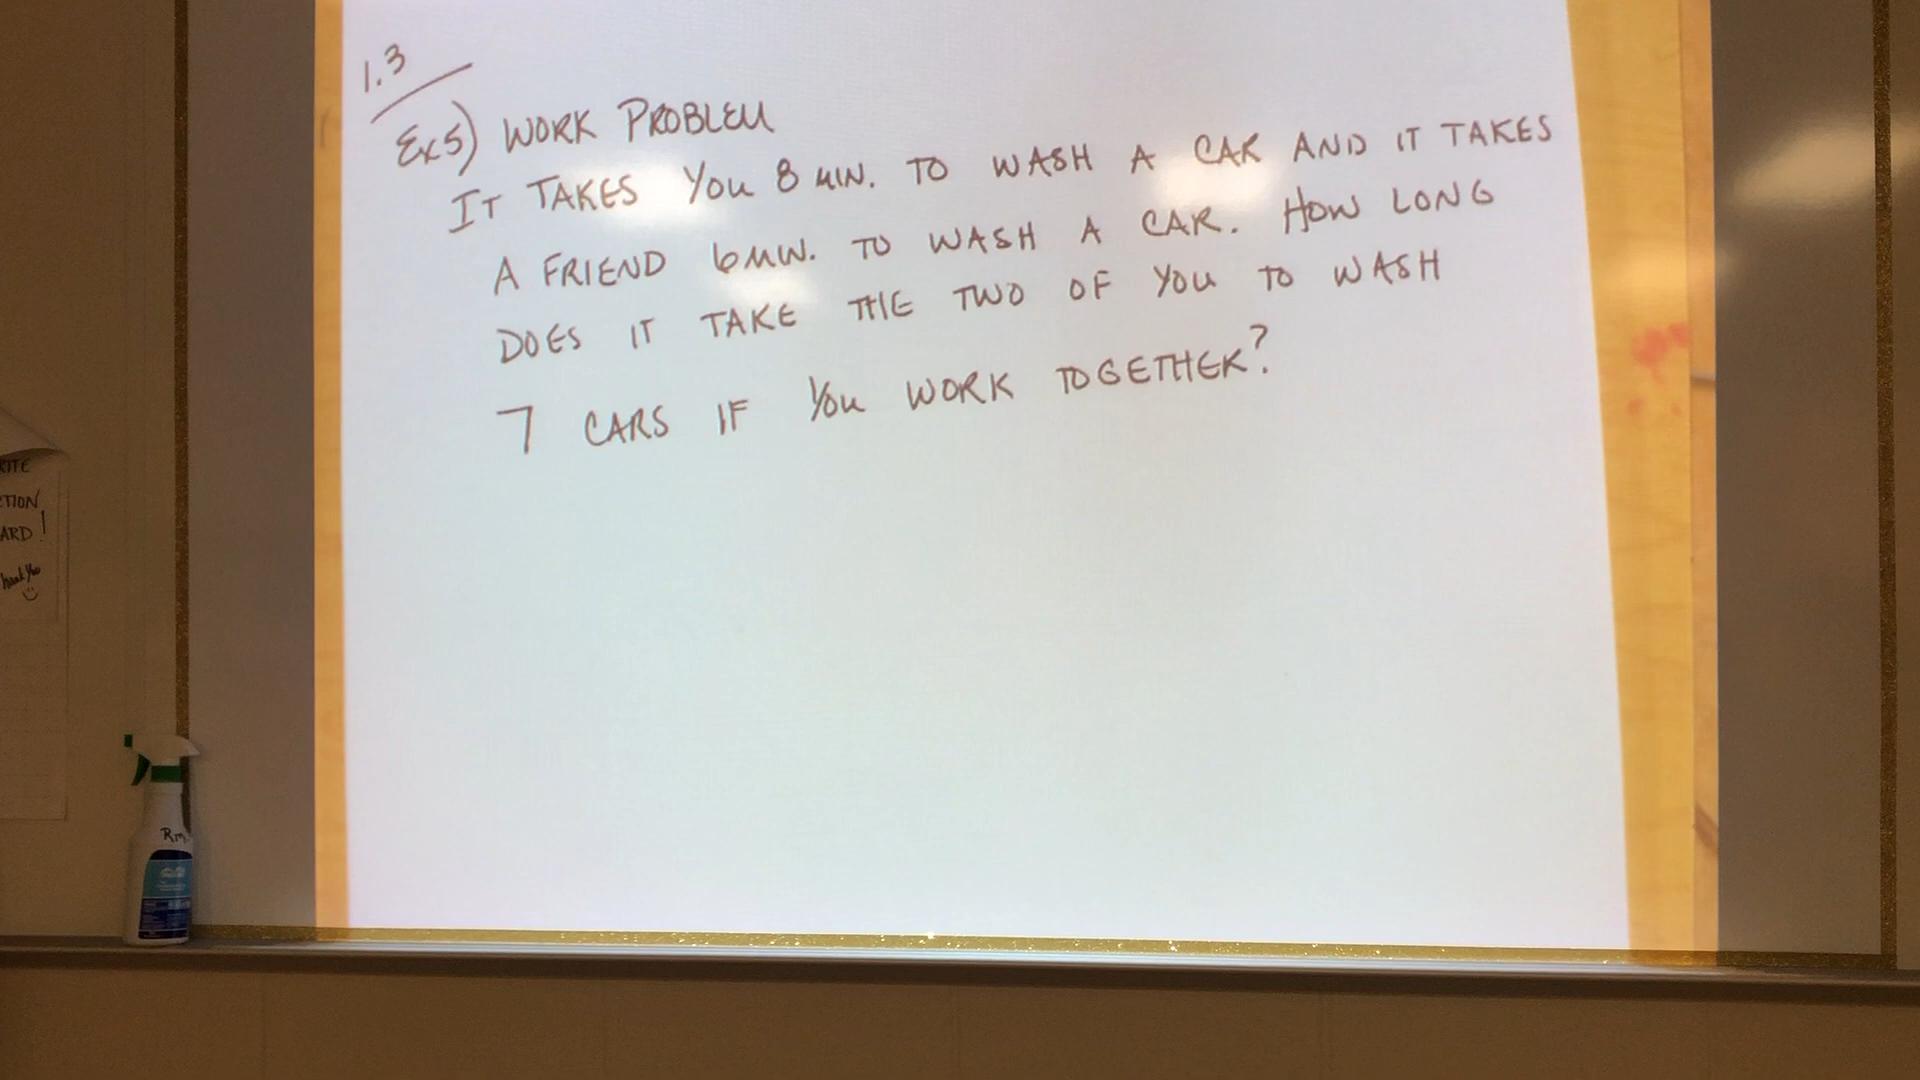 1.3
Ex5) WORK PROBLEM
IT TAKES YOU 8 MIN. TO WASH A CAR AND IT TAKES
A FRIEND 6 MIN. TO WASH A CAR. HOW LONG
DOES IT TAKE THE TWO OF YOU TO WASH
7 CARS IF YOU WORK TOGETHER?
ARD!
Rm